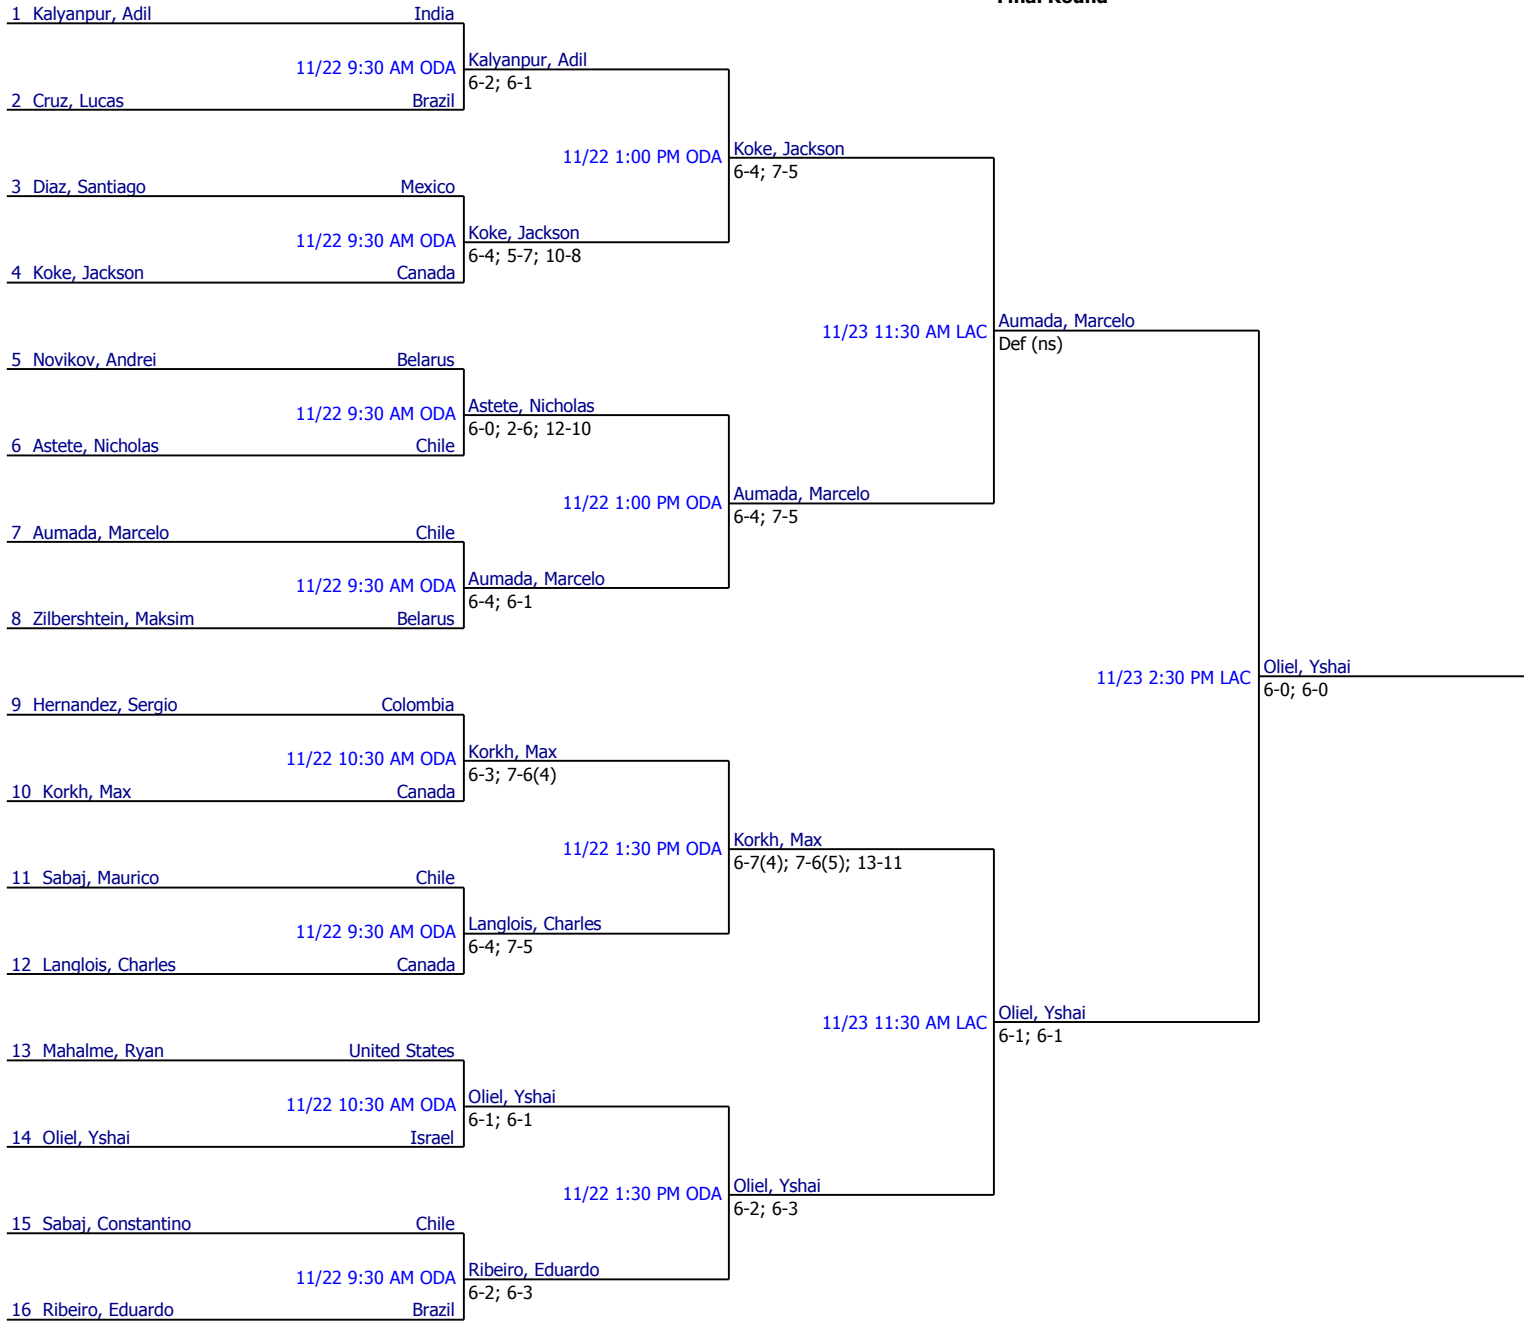 Final Round
1 Kalyanpur, Adil India
11/22 9:30 AM ODA Kalyanpur, Adil
6-2; 6-1
2 Cruz, Lucas Brazil
11/22 1:00 PM ODA Koke, Jackson
6-4; 7-5
3 Diaz, Santiago Mexico
11/22 9:30 AM ODA Koke, Jackson
6-4; 5-7; 10-8
4 Koke, Jackson Canada
11/23 11:30 AM LAC Aumada, Marcelo
Def (ns)
5 Novikov, Andrei Belarus
11/22 9:30 AM ODA Astete, Nicholas
6-0; 2-6; 12-10
6 Astete, Nicholas Chile
11/22 1:00 PM ODA Aumada, Marcelo
6-4; 7-5
7 Aumada, Marcelo Chile
11/22 9:30 AM ODA Aumada, Marcelo
6-4; 6-1
8 Zilbershtein, Maksim Belarus
11/23 2:30 PM LAC Oliel, Yshai
6-0; 6-0
9 Hernandez, Sergio Colombia
11/22 10:30 AM ODA Korkh, Max
6-3; 7-6(4)
10 Korkh, Max Canada
11/22 1:30 PM ODA Korkh, Max
6-7(4); 7-6(5); 13-11
11 Sabaj, Maurico Chile
11/22 9:30 AM ODA Langlois, Charles
6-4; 7-5
12 Langlois, Charles Canada
11/23 11:30 AM LAC Oliel, Yshai
6-1; 6-1
13 Mahalme, Ryan United States
11/22 10:30 AM ODA Oliel, Yshai
6-1; 6-1
14 Oliel, Yshai Israel
11/22 1:30 PM ODA Oliel, Yshai
6-2; 6-3
15 Sabaj, Constantino Chile
11/22 9:30 AM ODA Ribeiro, Eduardo
6-2; 6-3
16 Ribeiro, Eduardo Brazil